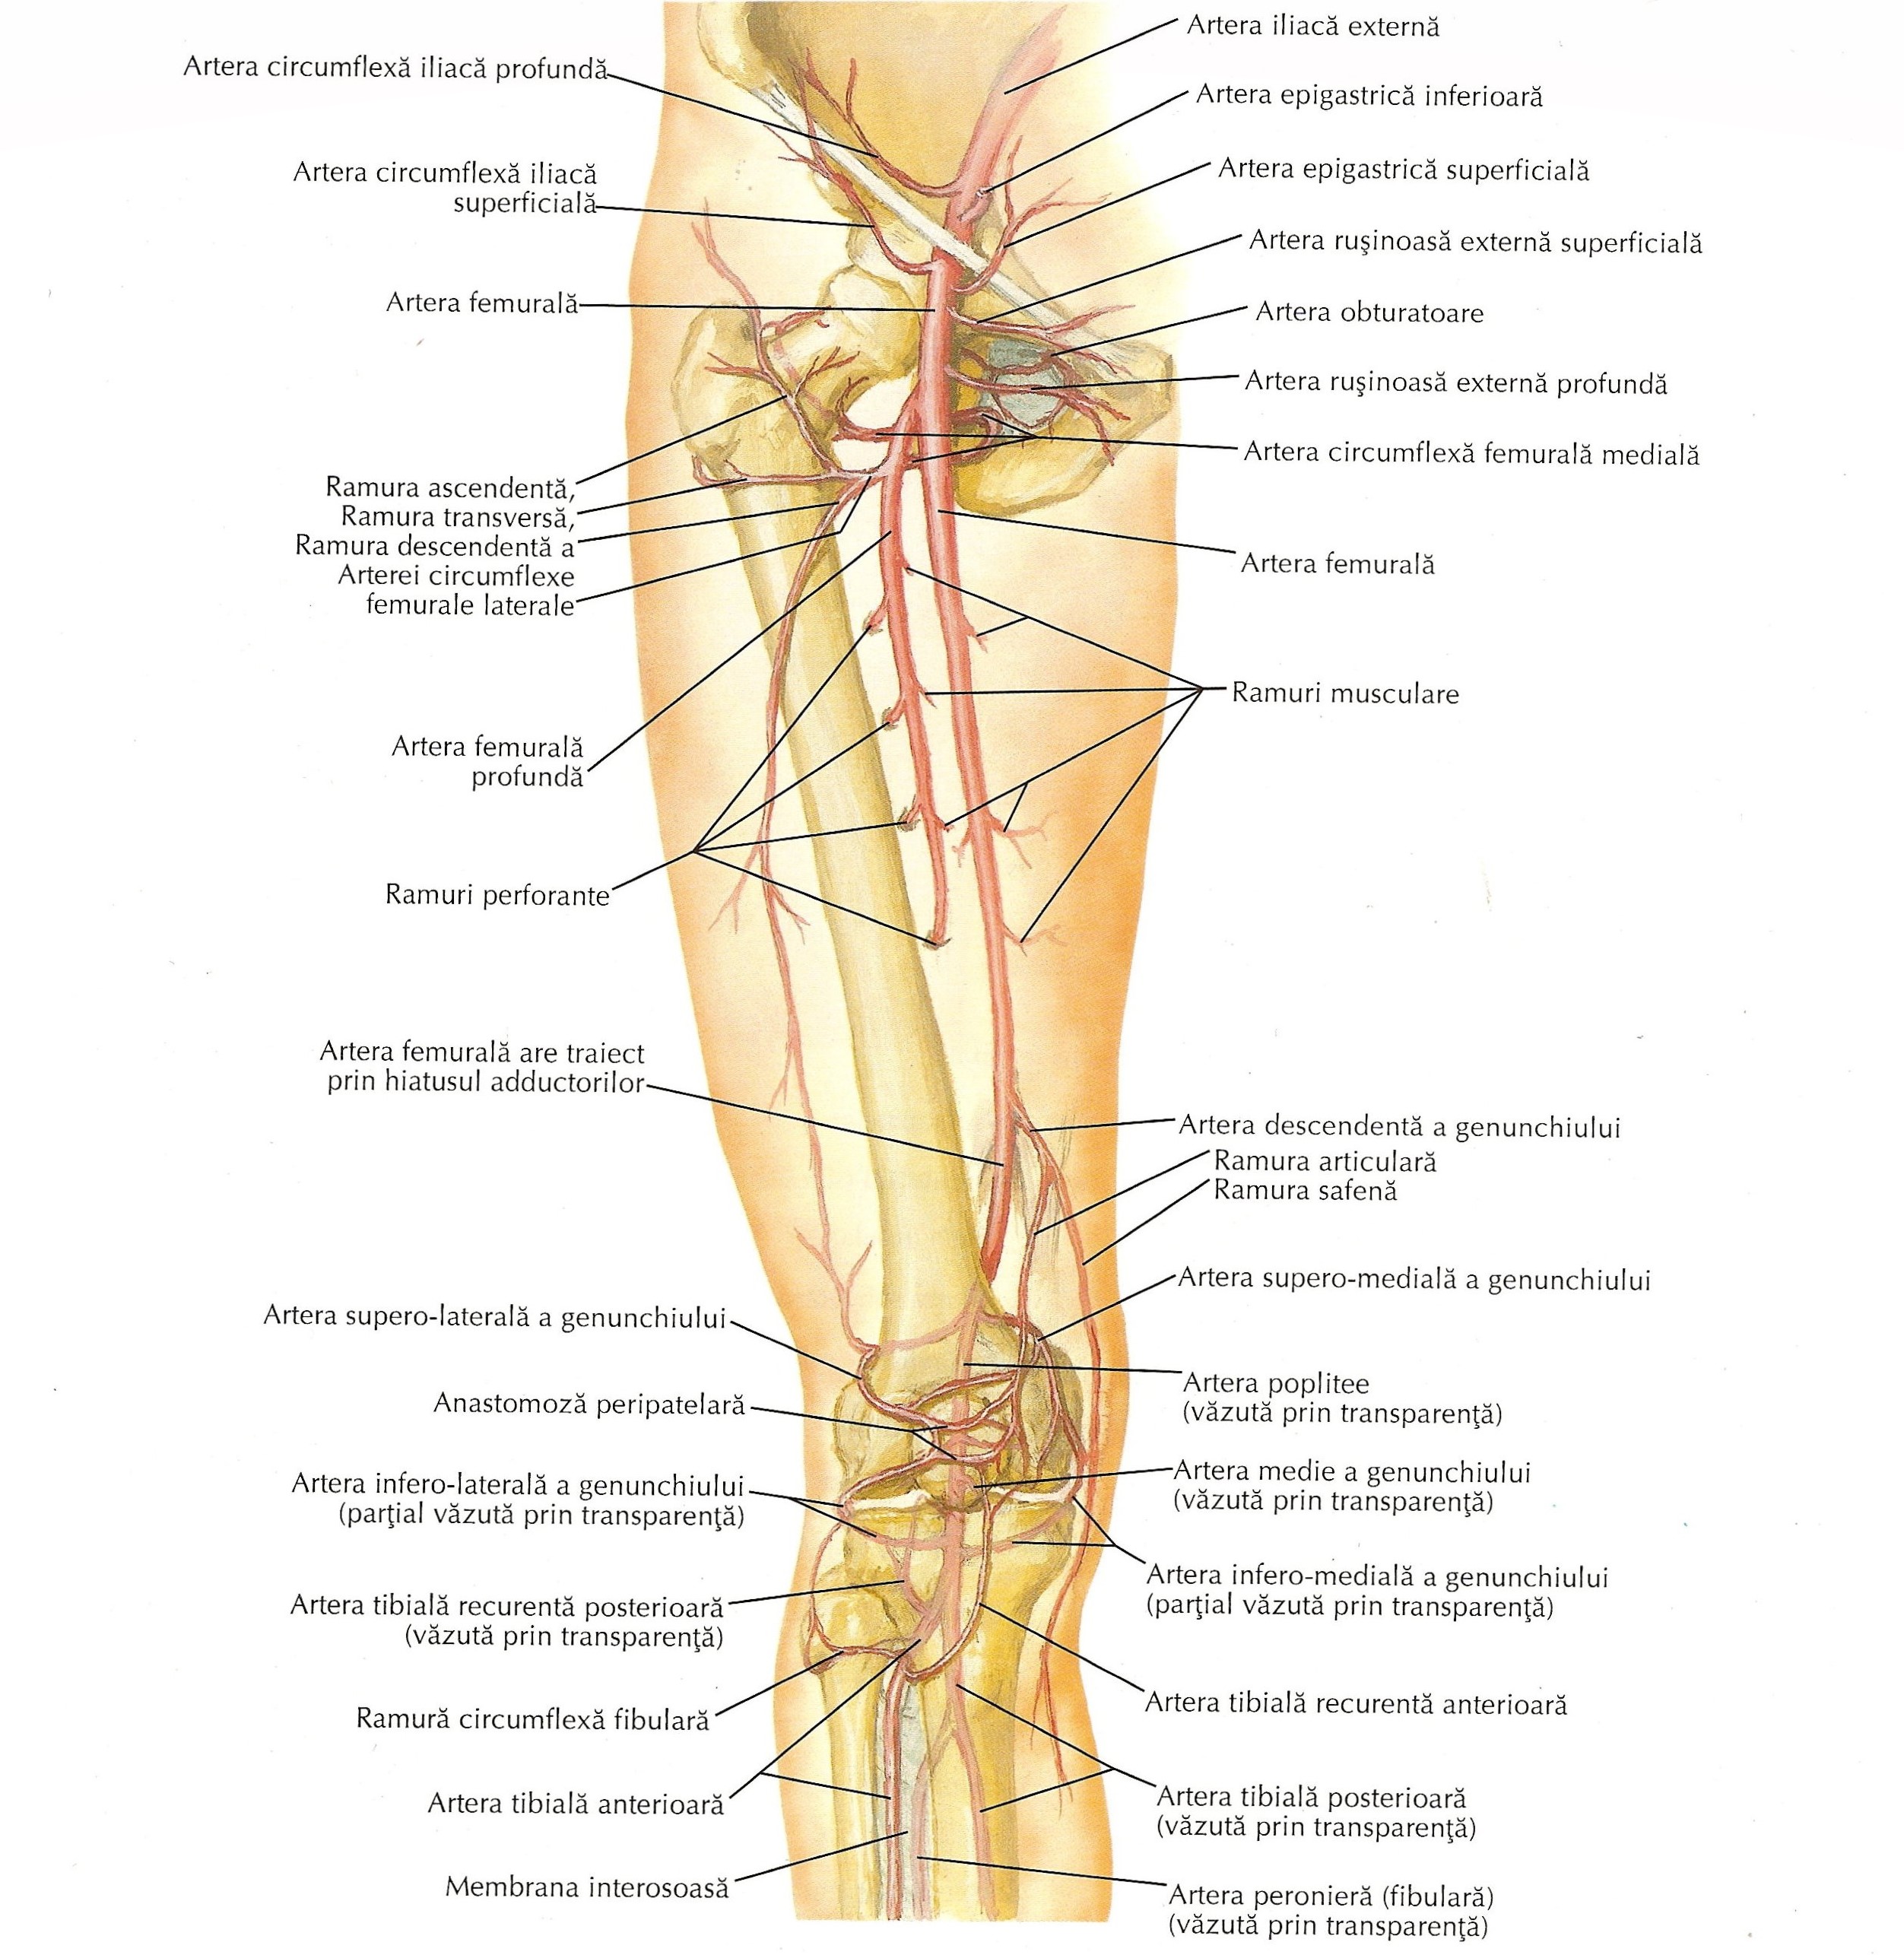 Artera circumflexă iliacă profundă
Artera circumflexă iliacă
superficială
Artera femurală
Ramura ascendentă,
Ramura transversă,
Ramura descendentă a
Arterei circumflexe
femurale laterale
Artera femurală
profundă
Ramuri perforante
Artera femurală are traiect
prin hiatusul adductorilor
Artera supero-laterală a genunchiului
Anastomoză peripatelară
Artera infero-laterală a genunchiului
(parţial văzută prin transparenţă)
Artera tibială recurentă posterioară
(văzută prin transparenţă)
Ramură circumflexă fibulară
Artera tibială anterioară
Membrana interosoasă
Artera iliacă externă
Artera epigastrică inferioară
Artera epigastrică superficială
Artera ruşinoasă externă superficială
Artera obturatoare
Artera ruşinoasă externă profundă
Artera circumflexă femurală medială
Artera femurală
Ramuri musculare
Artera descendentă a genunchiului
Ramura articulară
Ramura safenă
Artera supero-medială a genunchiului
Artera poplitee
(văzută prin transparenţă)
Artera medie a genunchiului
(văzută prin transparenţă)
Artera infero-medială a genunchiului
(parţial văzută prin transparenţă)
Artera tibială recurentă anterioară
Artera tibială posterioară
(văzută prin transparenţă)
Artera peronieră (fibulară)
(văzută prin transparenţă)